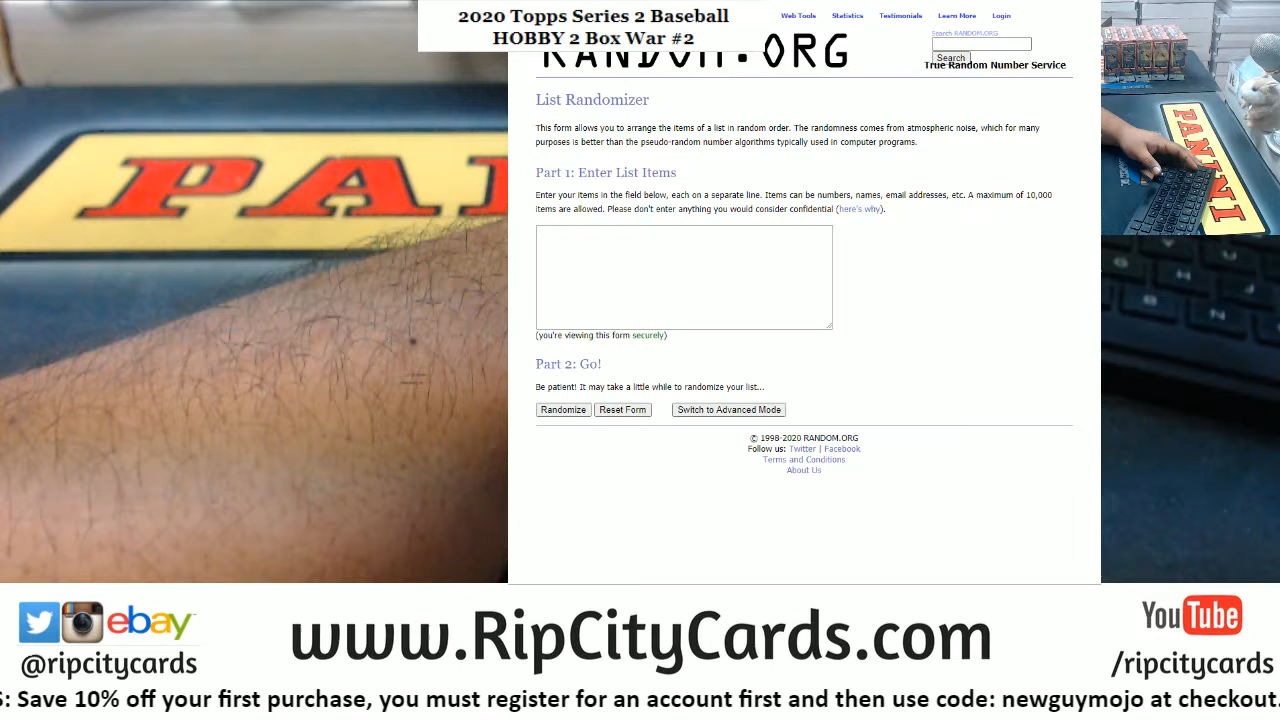 2020 Topps Series 2 Baseball
HOBBY 2 Box War #2
Web Tools Statistics Testimonials Learn More Login
Search RANDOM.ORG
Search
RANDOM.ORG
True Random Number Service
List Randomizer
This form allows you to arrange the items of a list in random order. The randomness comes from atmospheric noise, which for many
purposes is better than the pseudo-random number algorithms typically used in computer programs.
Part 1: Enter List Items
Enter your items in the field below, each on a separate line. Items can be numbers, names, email addresses, etc. A maximum of 10,000
items are allowed. Please don't enter anything you would consider confidential (here's why).
(you're viewing this form securely)
Part 2: Go!
Be patient! It may take a little while to randomize your list...
Randomize Reset Form Switch to Advanced Mode
© 1998-2020 RANDOM.ORG
Follow us: Twitter | Facebook
Terms and Conditions
About Us
PA
PANINI
ebay
@ripcitycards
www.RipCityCards.com
YouTube
/ripcitycards
S: Save 10% off your first purchase, you must register for an account first and then use code: newguymojo at checkout.